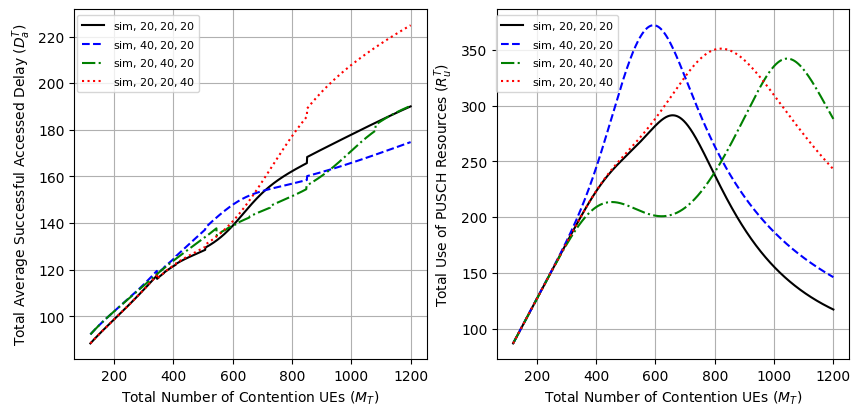 Total Average Successful Accessed Delay ($D_a^T$)
220
200
180
160
140
120
100
200 400 600 800 1000 1200
Total Number of Contention UEs ($M_T$)
sim, 20, 20, 20
sim, 40, 20, 20
sim, 20, 40, 20
sim, 20, 20, 40
Total Use of PUSCH Resources ($R_u^T$)
350
300
250
200
150
100
200 400 600 800 1000 1200
Total Number of Contention UEs ($M_T$)
sim, 20, 20, 20
sim, 40, 20, 20
sim, 20, 40, 20
sim, 20, 20, 40